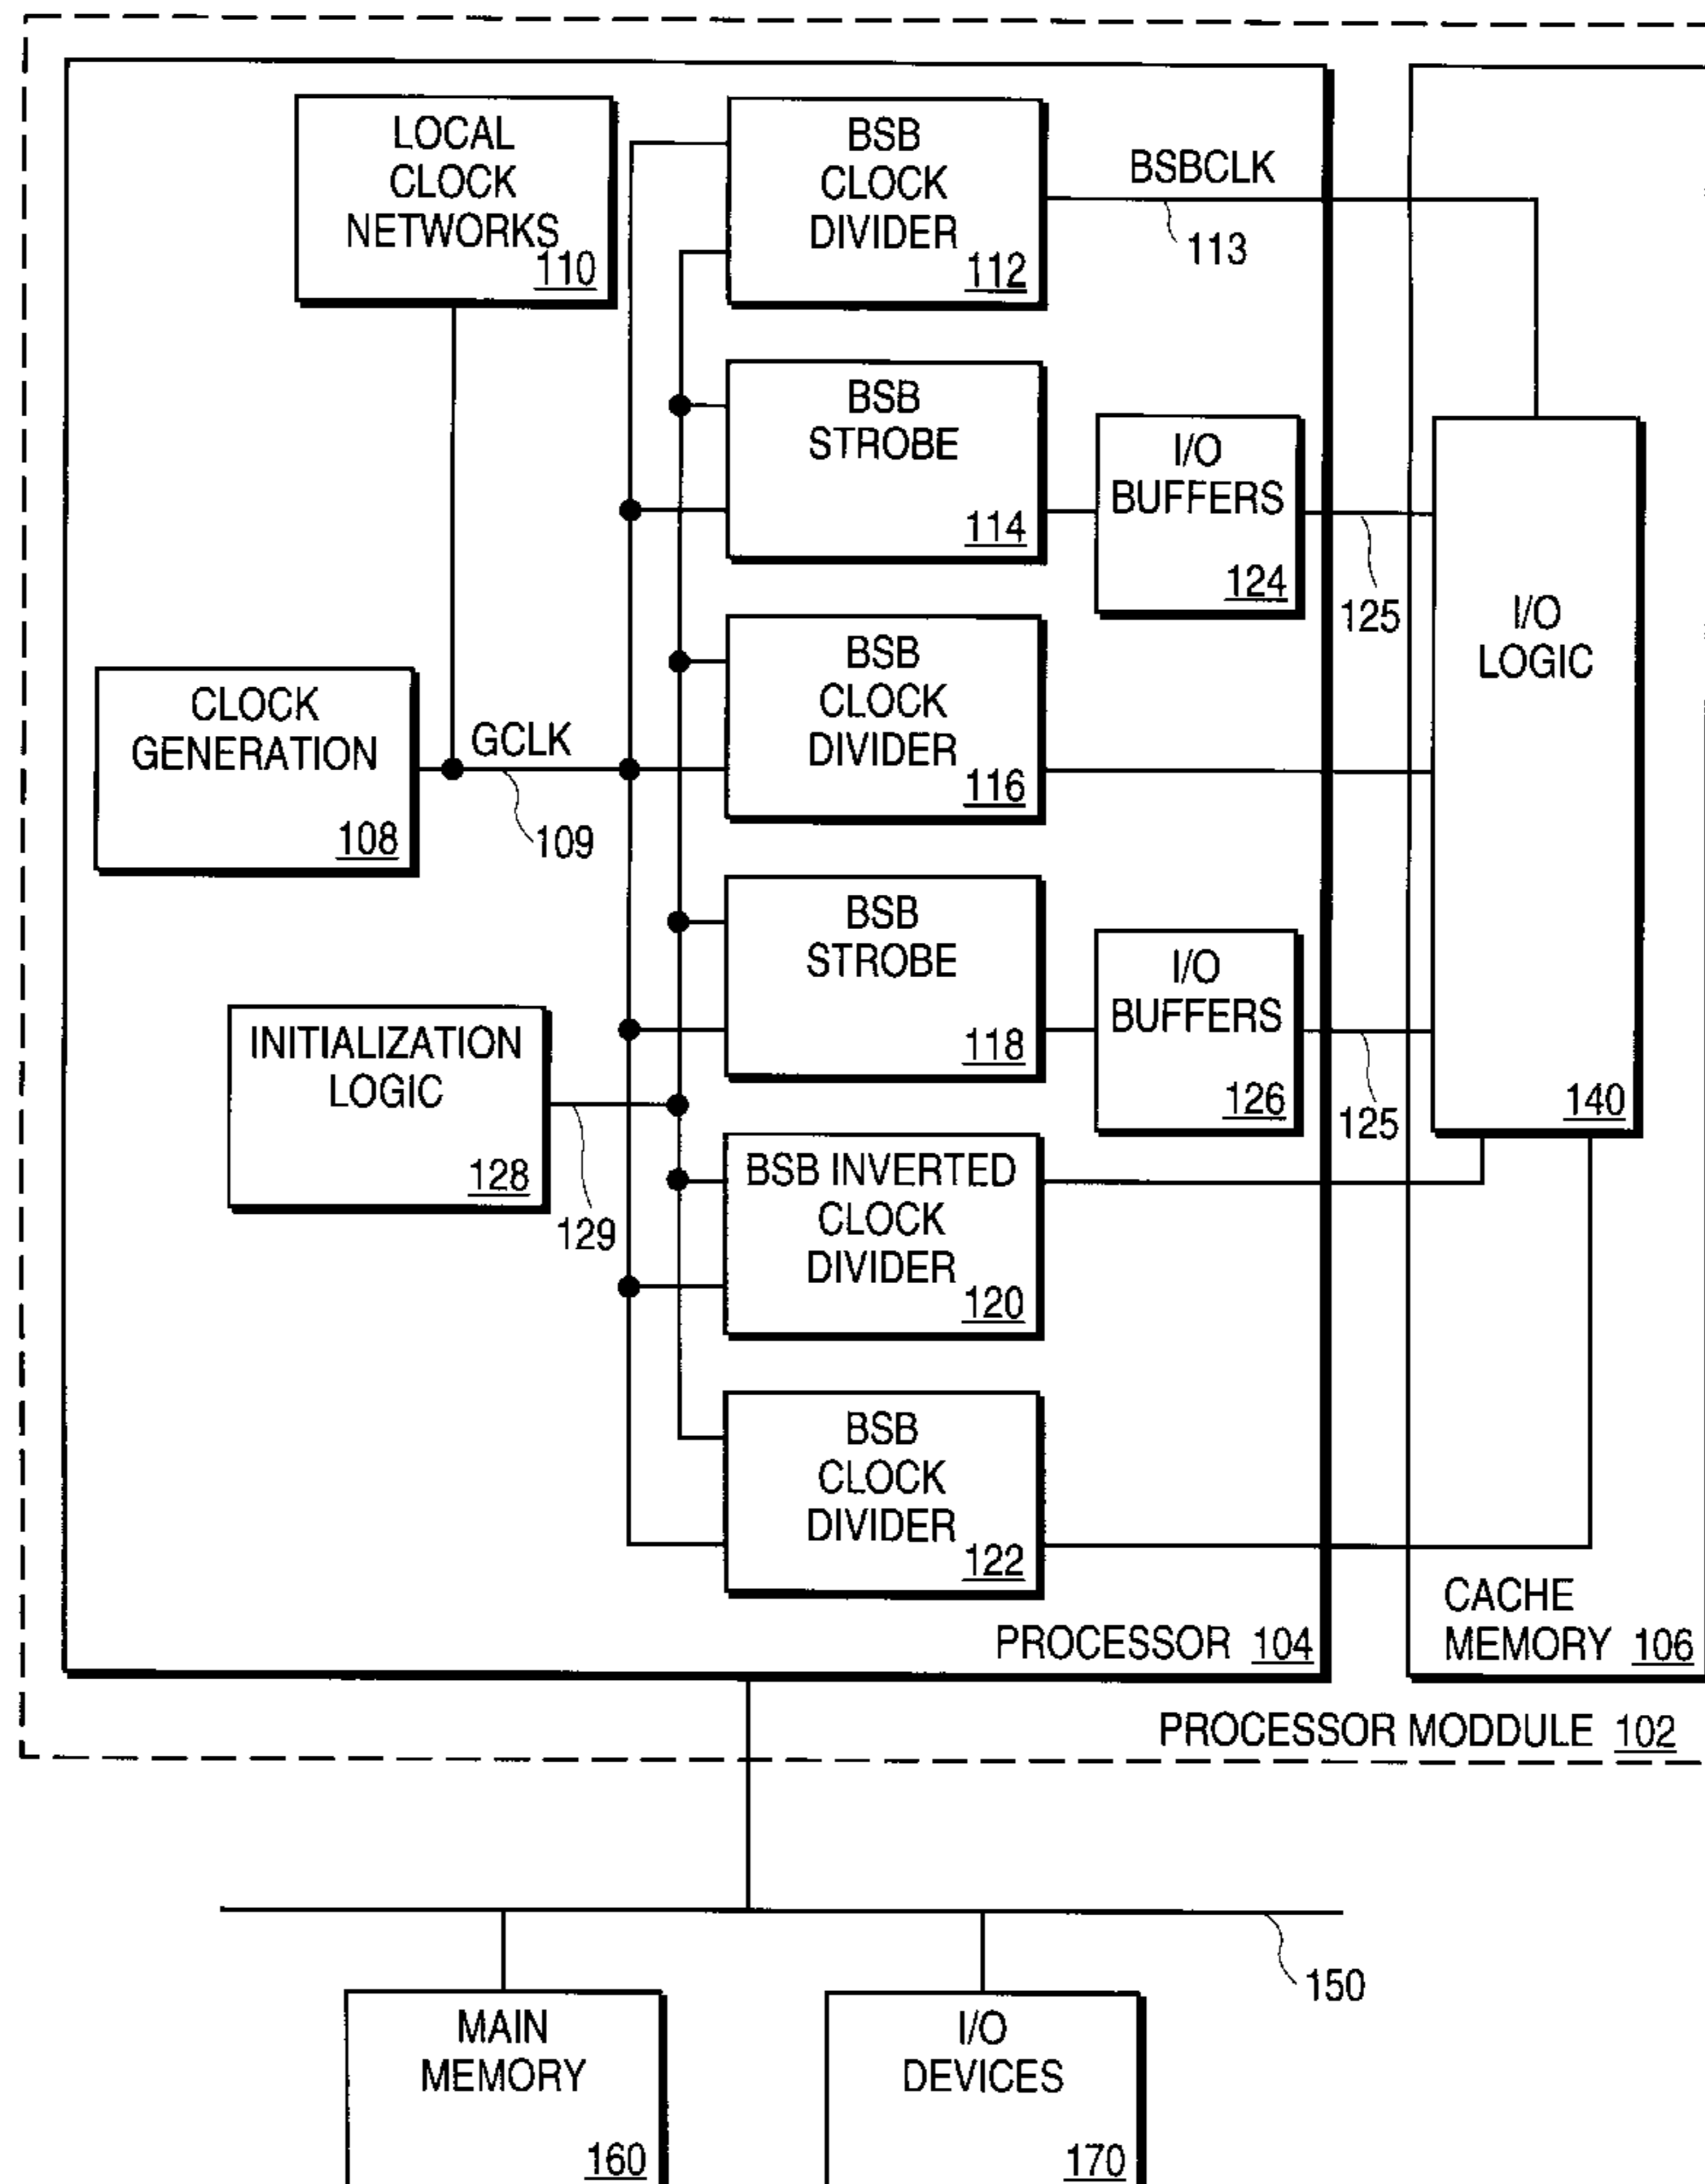 LOCAL
CLOCK
NETWORKS
110
BSB
CLOCK
DIVIDER
112
BSBCLK
113
BSB
STROBE
114
I/O
BUFFERS
124
125
I/O
LOGIC
140
CLOCK
GENERATION
108
GCLK
109
BSB
CLOCK
DIVIDER
116
BSB
STROBE
118
I/O
BUFFERS
126
125
INITIALIZATION
LOGIC
128
129
BSB INVERTED
CLOCK
DIVIDER
120
BSB
CLOCK
DIVIDER
122
PROCESSOR 104
CACHE
MEMORY 106
PROCESSOR MODDULE 102
150
MAIN
MEMORY
160
I/O
DEVICES
170